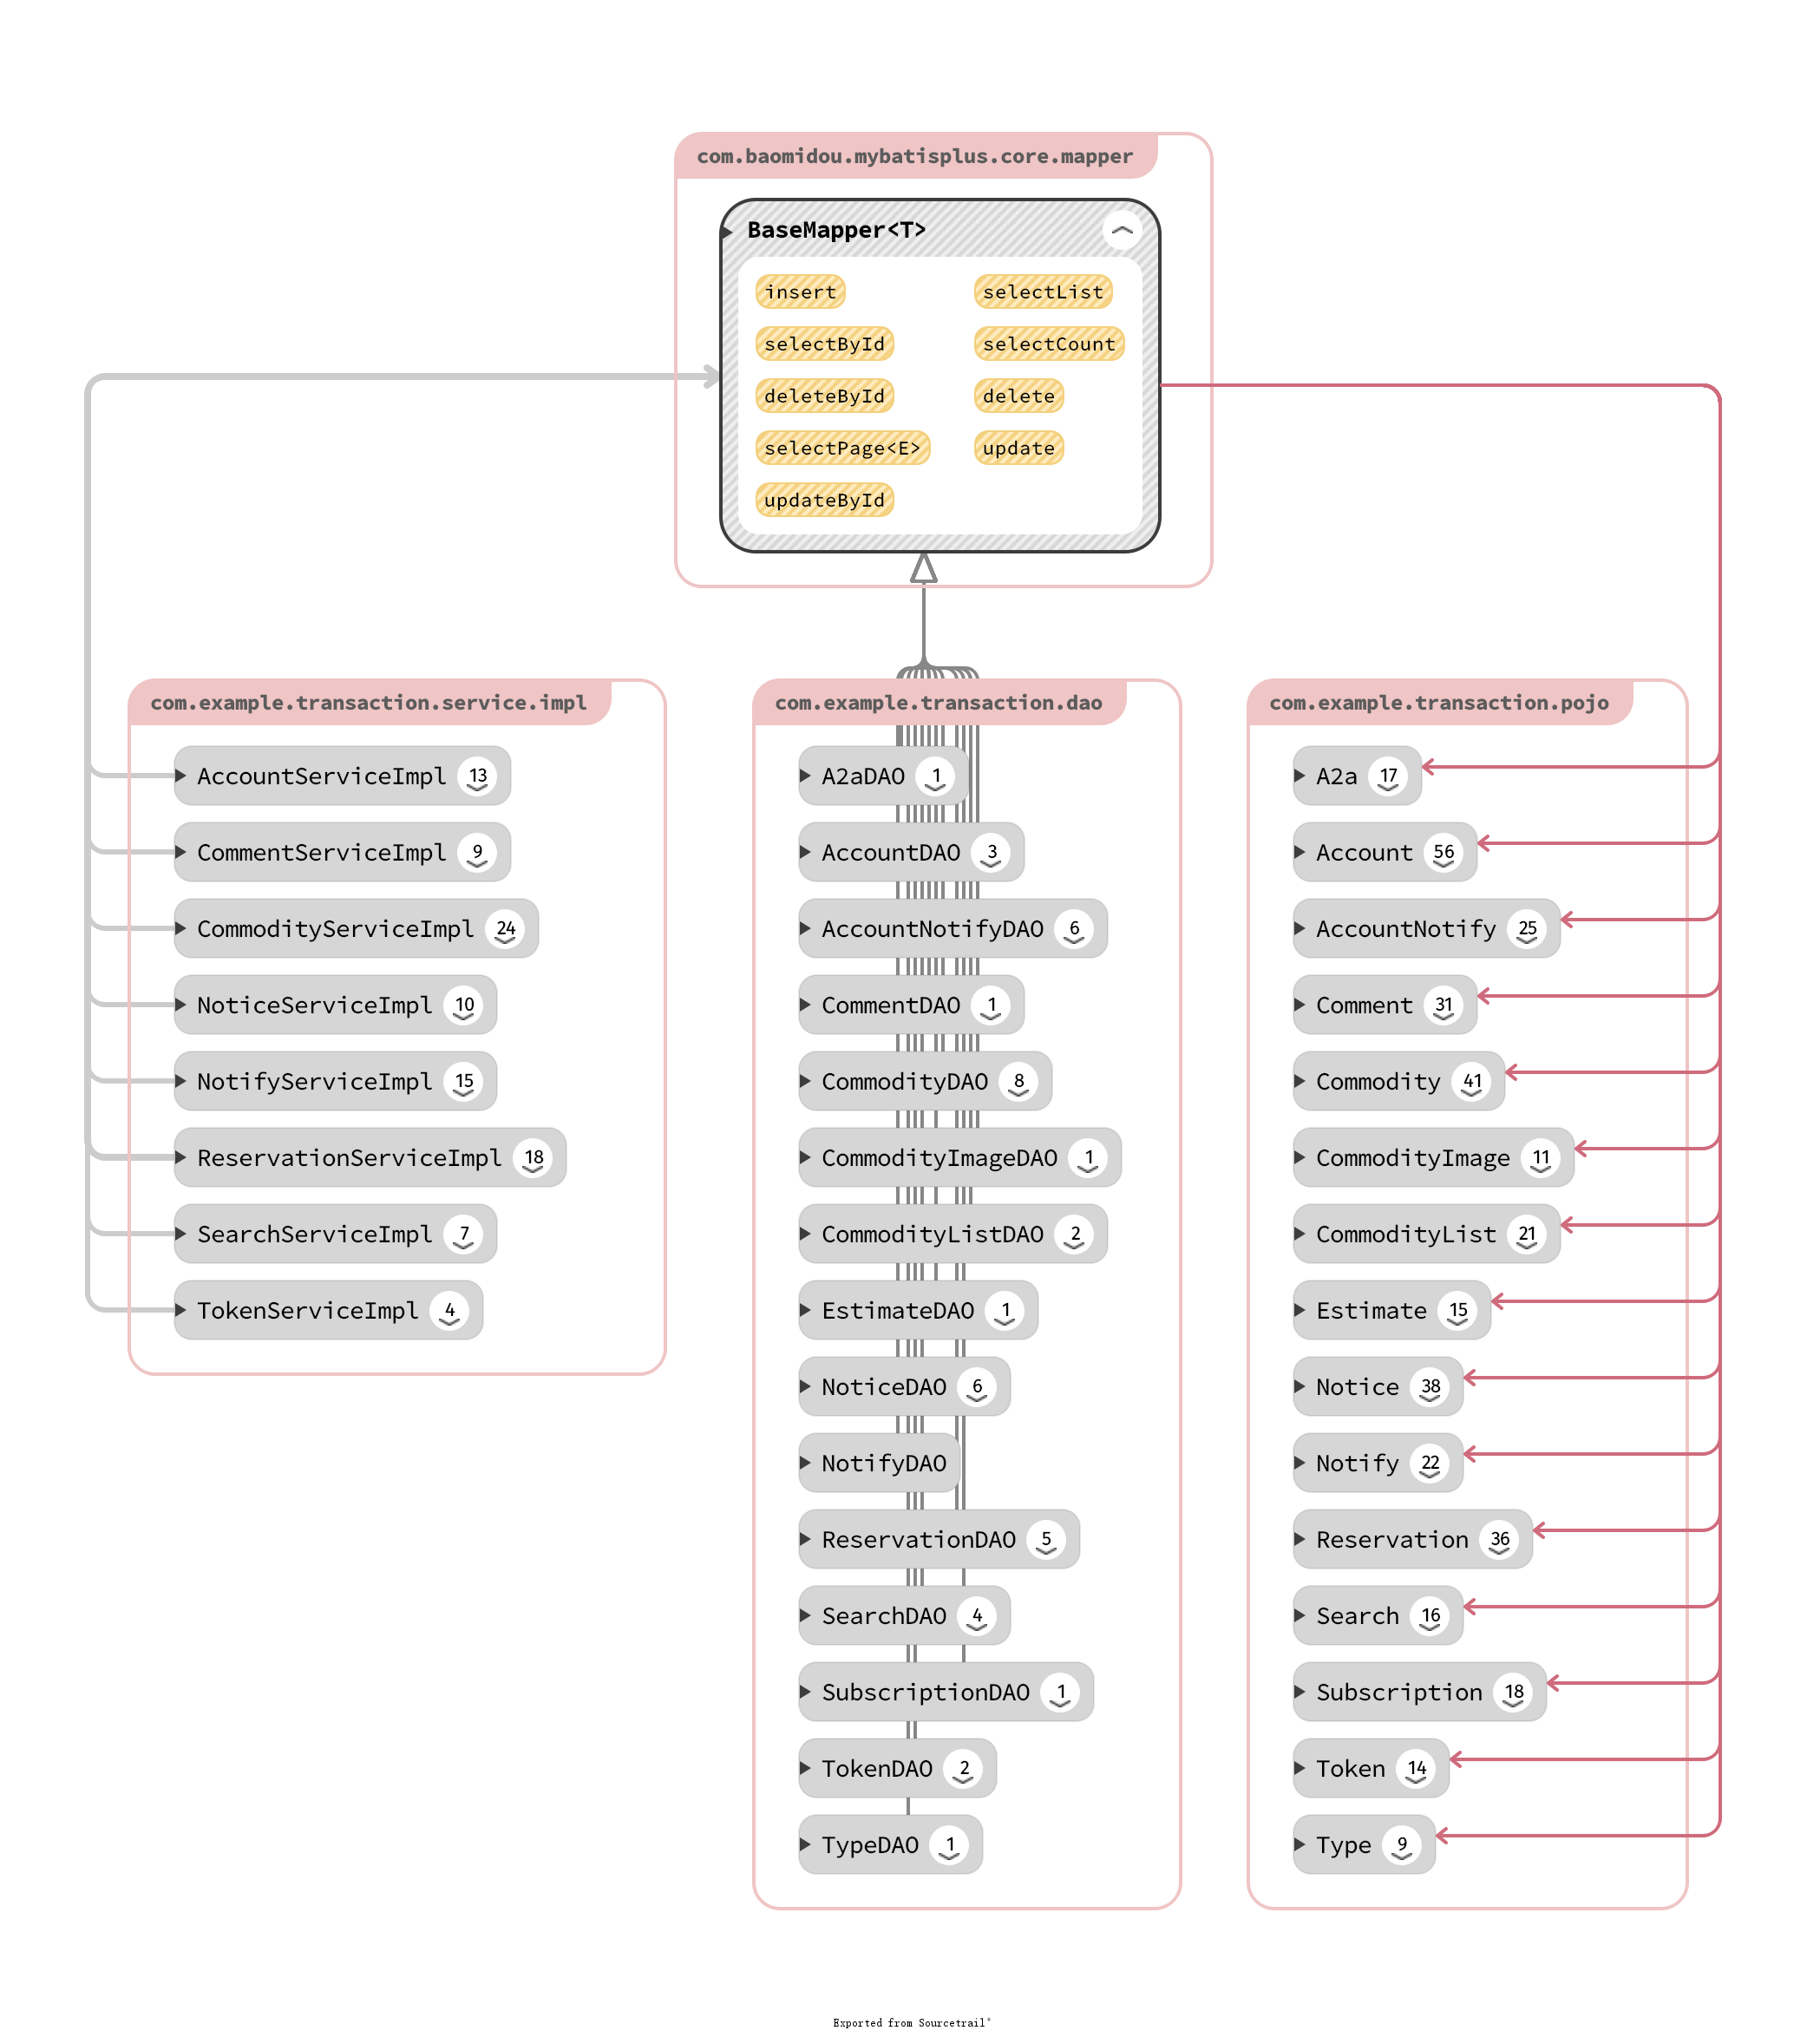 com.baomidou.mybatisplus.core.mapper
BaseMapper<T>
insert
selectList
selectById
selectCount
deleteById
delete
selectPage<E>
update
updateById
com.example.transaction.service.impl
AccountServiceImpl 13
CommentServiceImpl 9
CommodityServiceImpl 24
NoticeServiceImpl 10
NotifyServiceImpl 15
ReservationServiceImpl 18
SearchServiceImpl 7
TokenServiceImpl 4
com.example.transaction.dao
A2aDAO 1
AccountDAO 3
AccountNotifyDAO 6
CommentDAO 1
CommodityDAO 8
CommodityImageDAO 1
CommodityListDAO 2
EstimateDAO 1
NoticeDAO 6
NotifyDAO
ReservationDAO 5
SearchDAO 4
SubscriptionDAO 1
TokenDAO 2
TypeDAO 1
com.example.transaction.pojo
A2a 17
Account 56
AccountNotify 25
Comment 31
Commodity 41
CommodityImage 11
CommodityList 21
Estimate 15
Notice 38
Notify 22
Reservation 36
Search 16
Subscription 18
Token 14
Type 9
Exported from Sourcetrail®